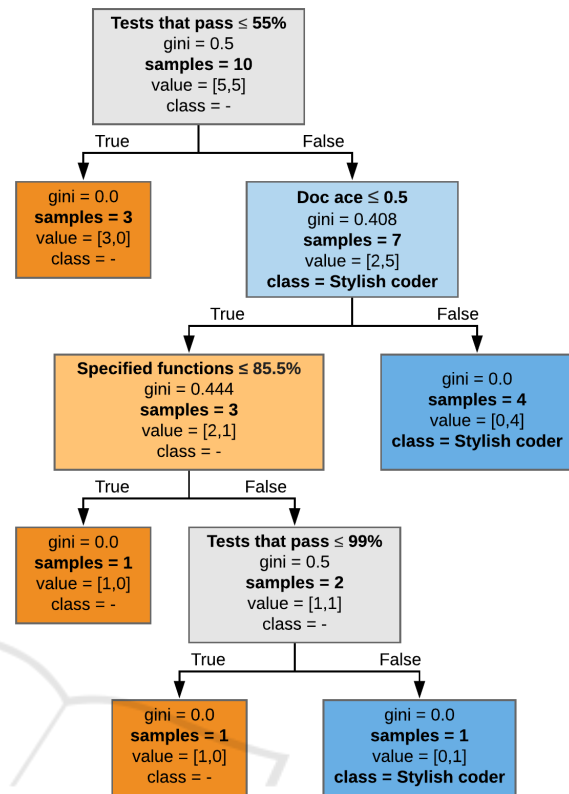 Tests that pass ≤ 55%
gini = 0.5
samples = 10
value = [5,5]
class = -
True
False
gini = 0.0
samples = 3
value = [3,0]
class = -
Doc ace ≤ 0.5
gini = 0.408
samples = 7
value = [2,5]
class = Stylish coder
True
False
Specified functions ≤ 85.5%
gini = 0.444
samples = 3
value = [2,1]
class = -
gini = 0.0
samples = 4
value = [0,4]
class = Stylish coder
True
False
gini = 0.0
samples = 1
value = [1,0]
class = -
Tests that pass ≤ 99%
gini = 0.5
samples = 2
value = [1,1]
class = -
True
False
gini = 0.0
samples = 1
value = [1,0]
class = -
gini = 0.0
samples = 1
value = [0,1]
class = Stylish coder